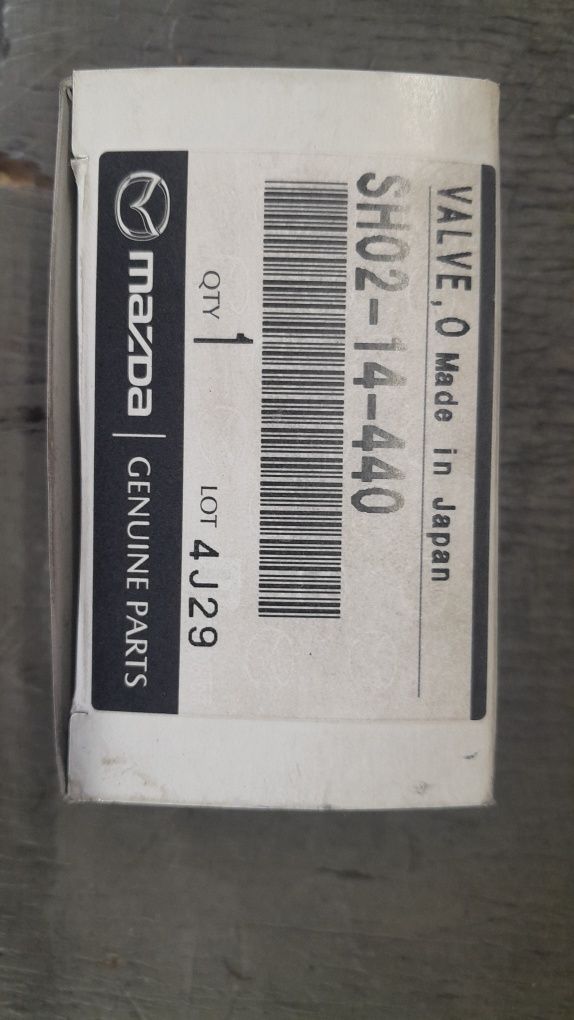 VALVE, O Made in Japan
SH02-14-440
QTY 1 LOT 4J29
mazda | GENUINE PARTS